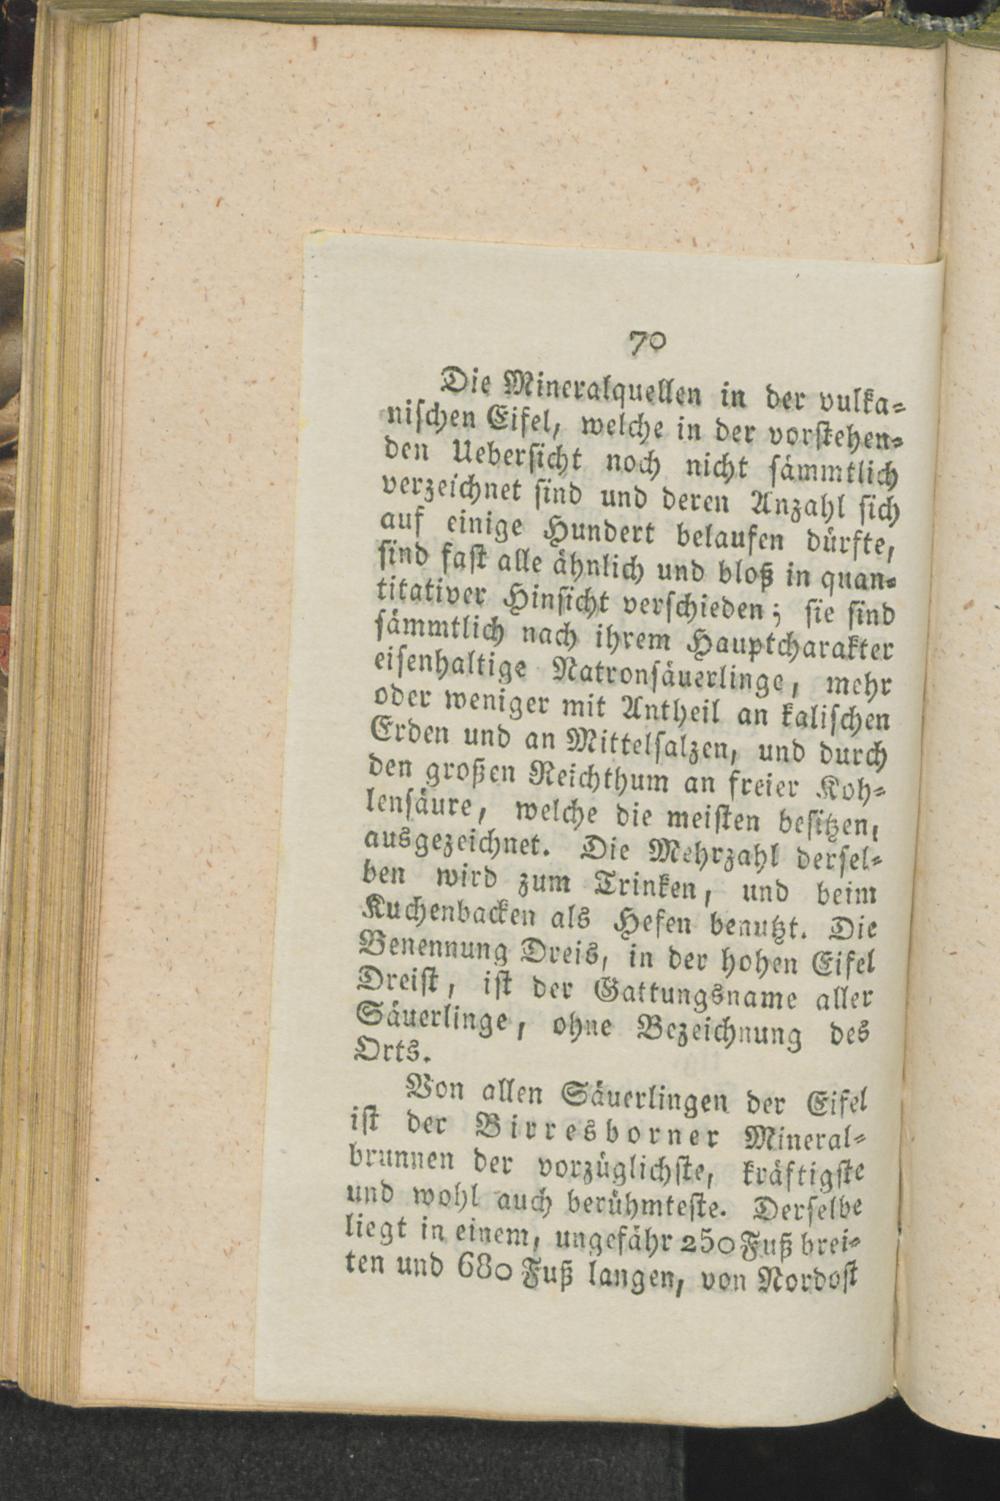 70
Die Mineralquellen in der vulka-
nischen Eifel, welche in der vorstehen-
den Uebersicht noch nicht sämmtlich
verzeichnet sind und deren Anzahl sich
auf einige Hundert belaufen dürfte,
sind fast alle ähnlich und bloß in quan-
titativer Hinsicht verschieden; sie sind
sämmtlich nach ihrem Hauptcharakter
eisenhaltige Natronsäuerlinge, mehr
oder weniger mit Antheil an kalischen
Erden und an Mittelsalzen, und durch
den großen Reichthum an freier Koh-
lensäure, welche die meisten besitzen,
ausgezeichnet. Die Mehrzahl dersel-
ben wird zum Trinken, und beim
Kuchenbacken als Hefen benutzt. Die
Benennung Dreis, in der hohen Eifel
Dreist, ist der Gattungsname aller
Säuerlinge, ohne Bezeichnung des
Orts.
Von allen Säuerlingen der Eifel
ist der Birresborner Mineral-
brunnen der vorzüglichste, kräftigste
und wohl auch berühmteste. Derselbe
liegt in einem, ungefähr 250 Fuß brei-
ten und 680 Fuß langen, von Nordost